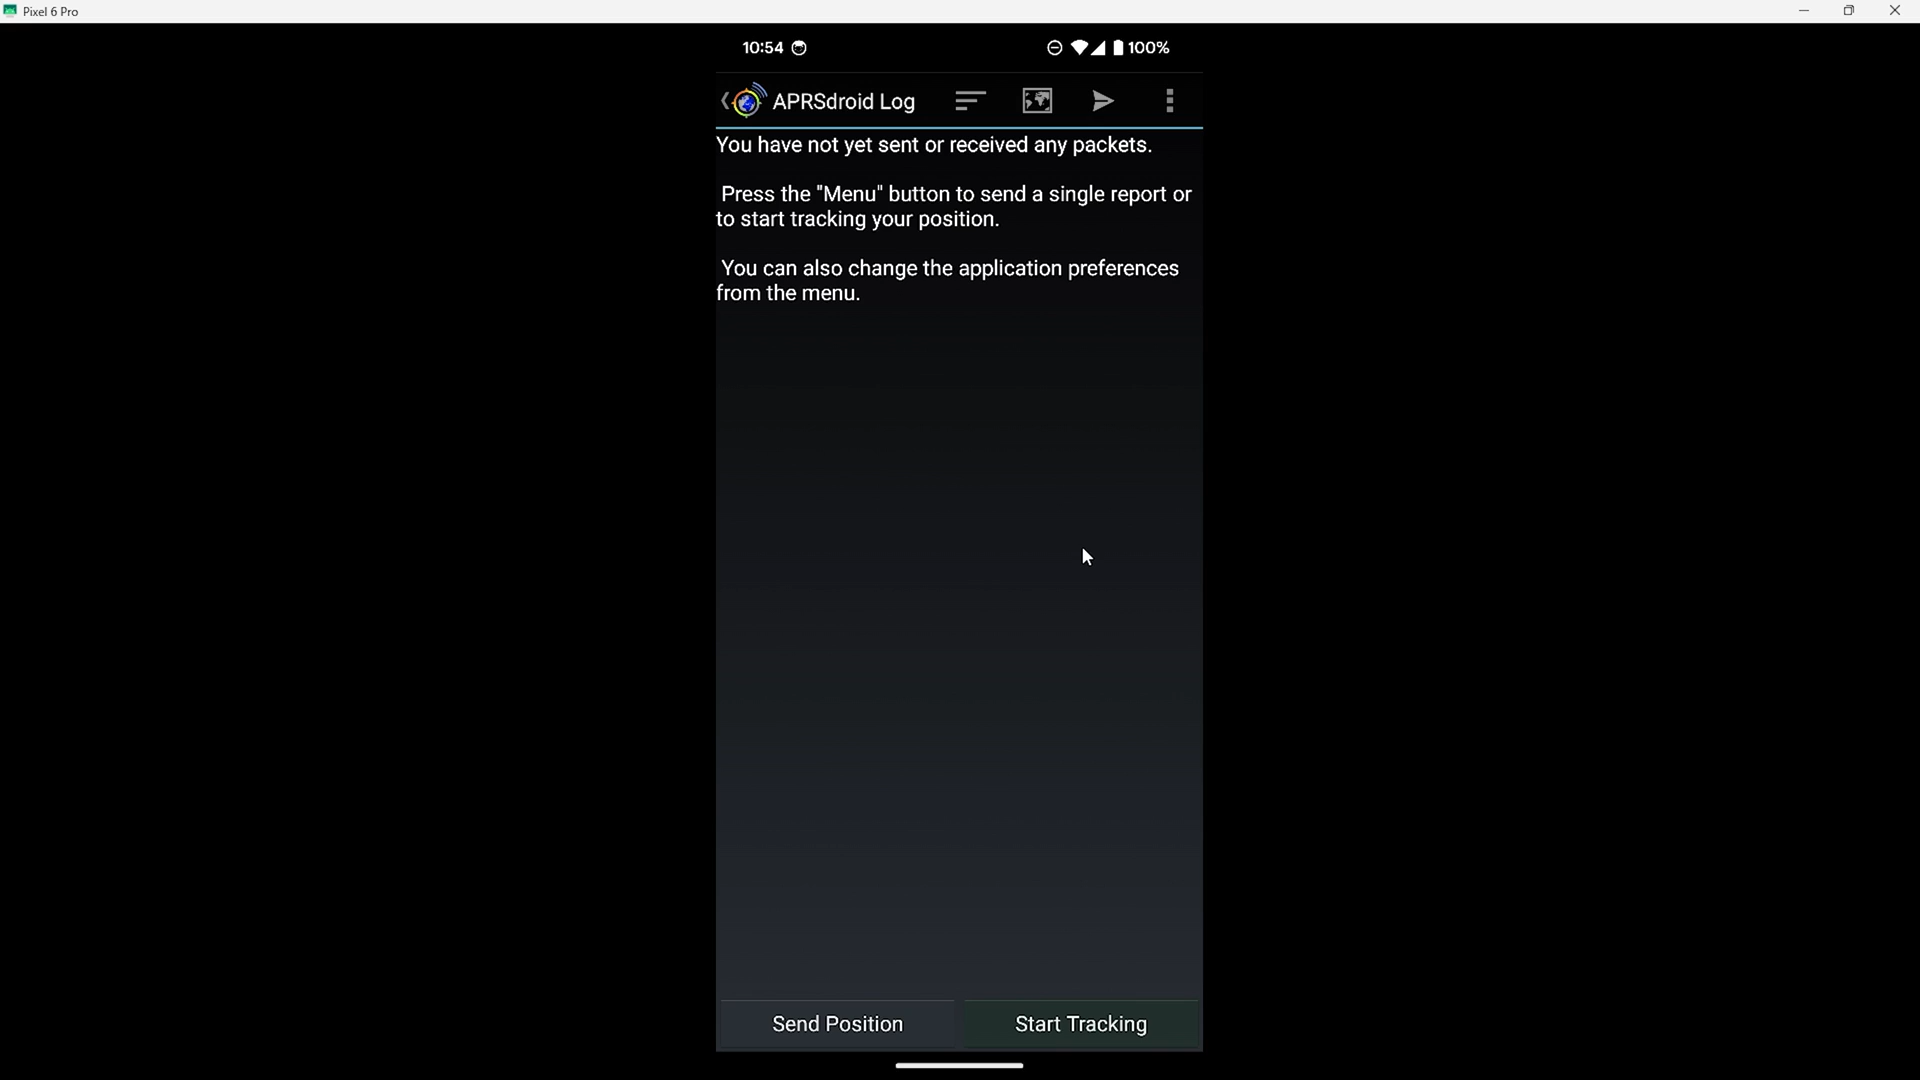 Pixel 6 Pro
10:54 100%
APRSdroid Log
You have not yet sent or received any packets.
Press the "Menu" button to send a single report or
to start tracking your position.
You can also change the application preferences
from the menu.
Send Position Start Tracking